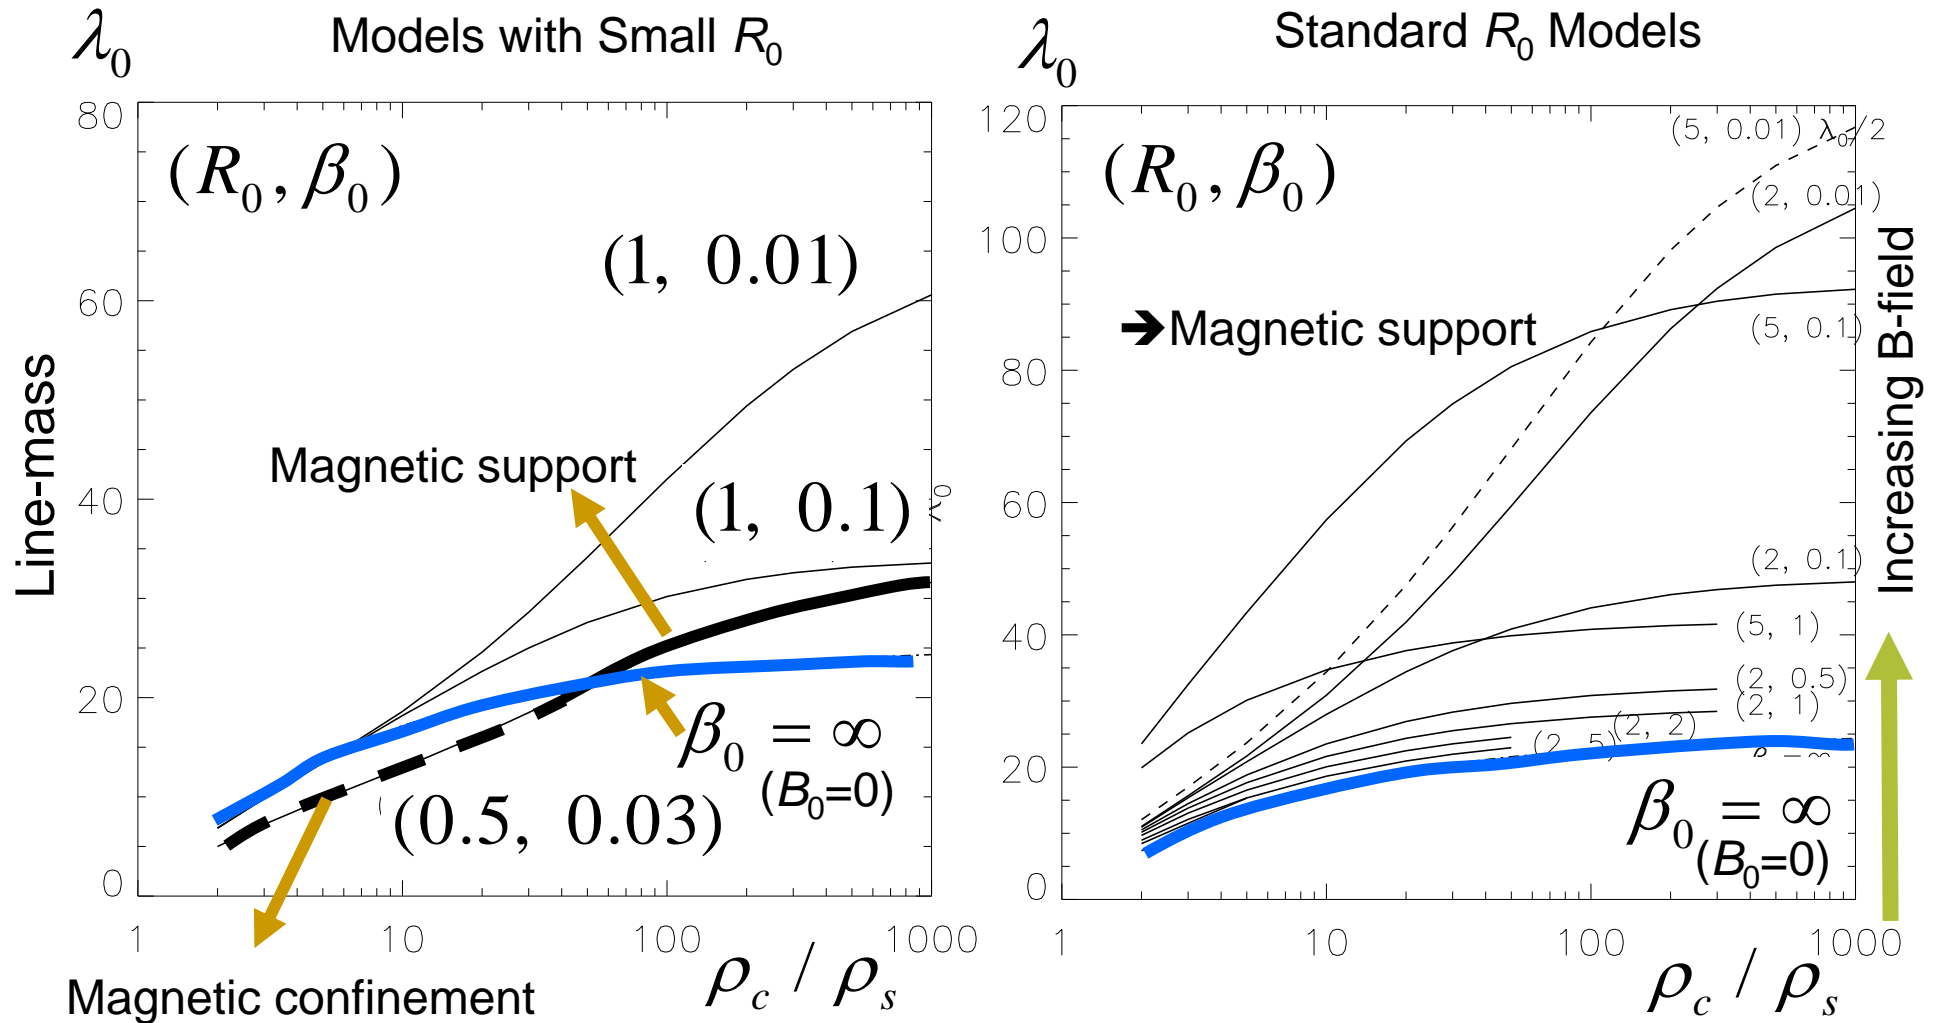 Models with Small R₀
λ₀
80
60
40
20
0
Line-mass
(R₀, β₀)
(1, 0.01)
Magnetic support
(1, 0.1)
λ₀
β₀ = ∞
(B₀=0)
(0.5, 0.03)
1
10
100
1000
ρc / ρs
Magnetic confinement
Standard R₀ Models
λ₀
120
100
80
60
40
20
0
(R₀, β₀)
(5, 0.01) λ₀/2
(2, 0.01)
➔Magnetic support
(5, 0.1)
(2, 0.1)
(5, 1)
(2, 0.5)
(2, 1)
(2, 2)
(2, 5)
β₀ = ∞
(B₀=0)
1
10
100
1000
ρc / ρs
Increasing B-field